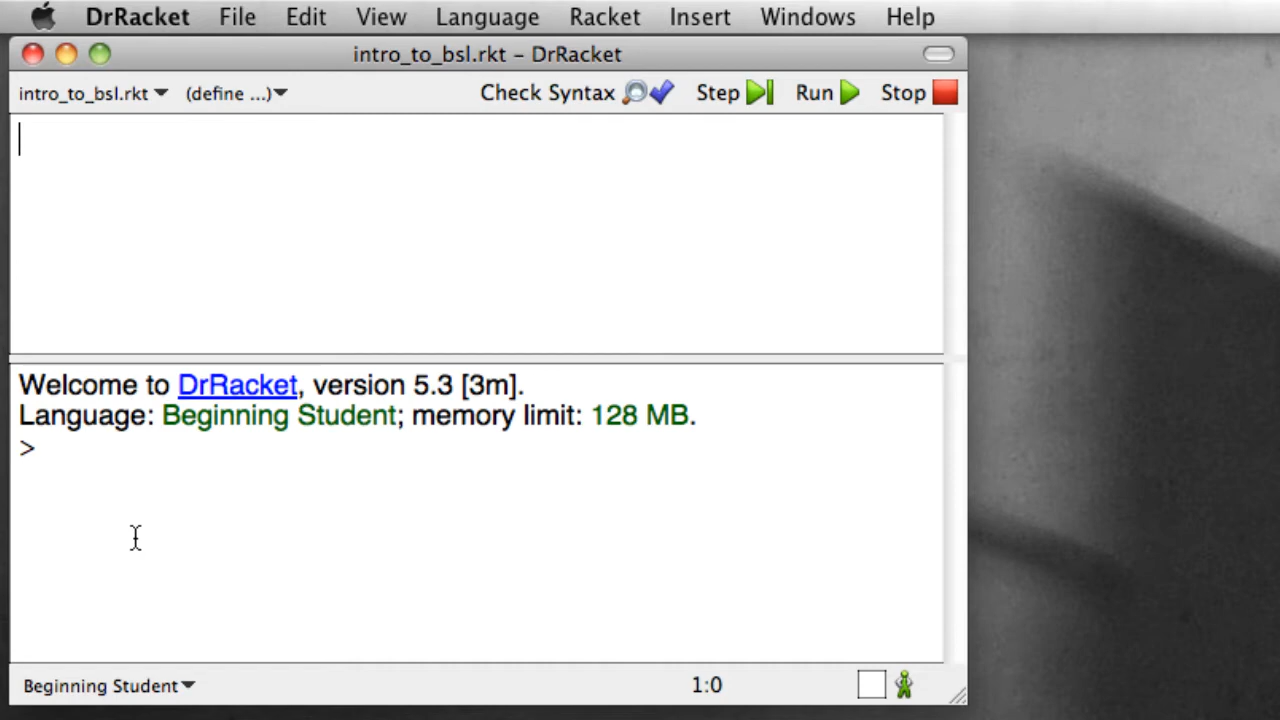 DrRacket File Edit View Language Racket Insert Windows Help
intro_to_bsl.rkt – DrRacket
intro_to_bsl.rkt (define ...) Check Syntax Step Run Stop
Welcome to DrRacket, version 5.3 [3m].
Language: Beginning Student; memory limit: 128 MB.
>
Beginning Student 1:0